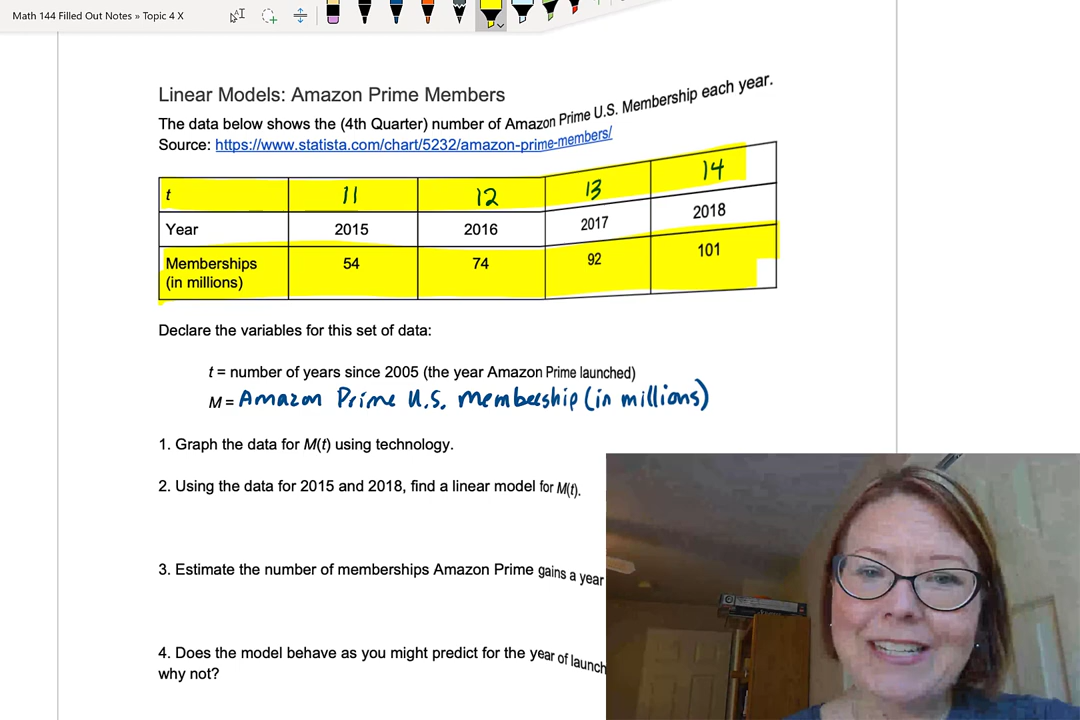 Math 144 Filled Out Notes » Topic 4 X
Linear Models: Amazon Prime Members
The data below shows the (4th Quarter) number of Amazon Prime U.S. Membership each year.
Source: https://www.statista.com/chart/5232/amazon-prime-members/
t 11 12 13 14
Year 2015 2016 2017 2018
Memberships (in millions) 54 74 92 101
Declare the variables for this set of data:
t = number of years since 2005 (the year Amazon Prime launched)
M = Amazon Prime U.S. membership (in millions)
1. Graph the data for M(t) using technology.
2. Using the data for 2015 and 2018, find a linear model for M(t).
3. Estimate the number of memberships Amazon Prime gains a year
4. Does the model behave as you might predict for the year of launch
why not?